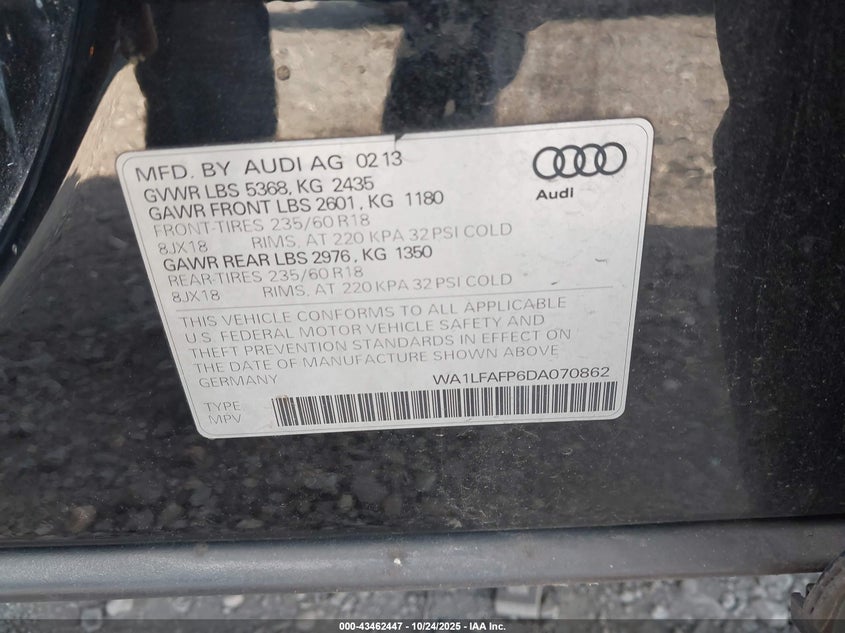 MFD. BY AUDI AG 02 13
GVWR LBS 5368, KG 2435
GAWR FRONT LBS 2601, KG 1180
FRONT-TIRES 235/60 R18
8JX18 RIMS, AT 220 KPA 32 PSI COLD
GAWR REAR LBS 2976, KG 1350
REAR-TIRES 235/60 R18
8JX18 RIMS, AT 220 KPA 32 PSI COLD
Audi
THIS VEHICLE CONFORMS TO ALL APPLICABLE
U.S. FEDERAL MOTOR VEHICLE SAFETY AND
THEFT PREVENTION STANDARDS IN EFFECT ON
THE DATE OF MANUFACTURE SHOWN ABOVE
GERMANY WA1LFAFP6DA070862
TYPE
MPV
000-43462447 - 10/24/2025 - IAA Inc.